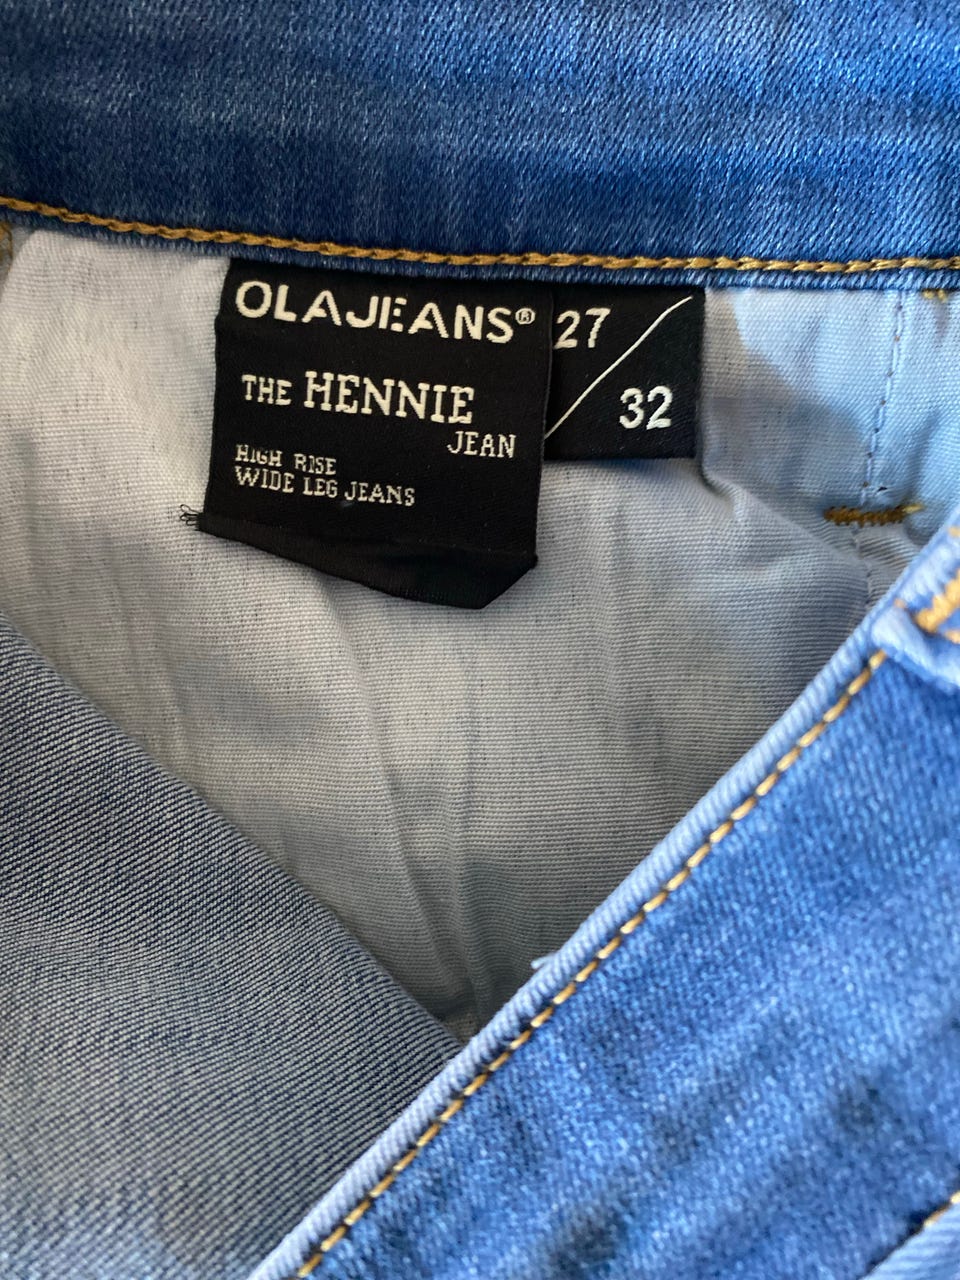 OLAJEANS®
THE HENNIE
JEAN
HIGH RISE
WIDE LEG JEANS
27
32